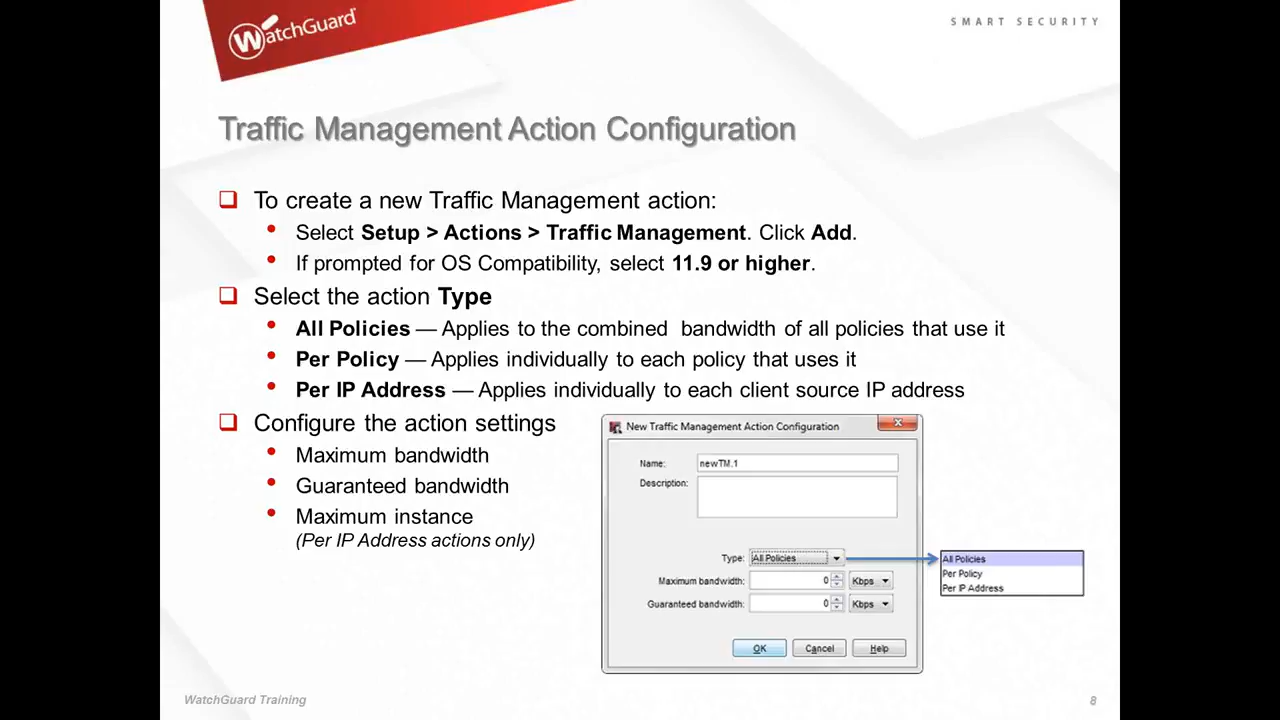 WatchGuard
SMART SECURITY
Traffic Management Action Configuration
To create a new Traffic Management action:
Select Setup > Actions > Traffic Management. Click Add.
If prompted for OS Compatibility, select 11.9 or higher.
Select the action Type
All Policies — Applies to the combined bandwidth of all policies that use it
Per Policy — Applies individually to each policy that uses it
Per IP Address — Applies individually to each client source IP address
Configure the action settings
Maximum bandwidth
Guaranteed bandwidth
Maximum instance
(Per IP Address actions only)
New Traffic Management Action Configuration
Name: newTM.1
Description:
Type: All Policies
Maximum bandwidth: 0 Kbps
Guaranteed bandwidth: 0 Kbps
OK Cancel Help
All Policies
Per Policy
Per IP Address
WatchGuard Training
8